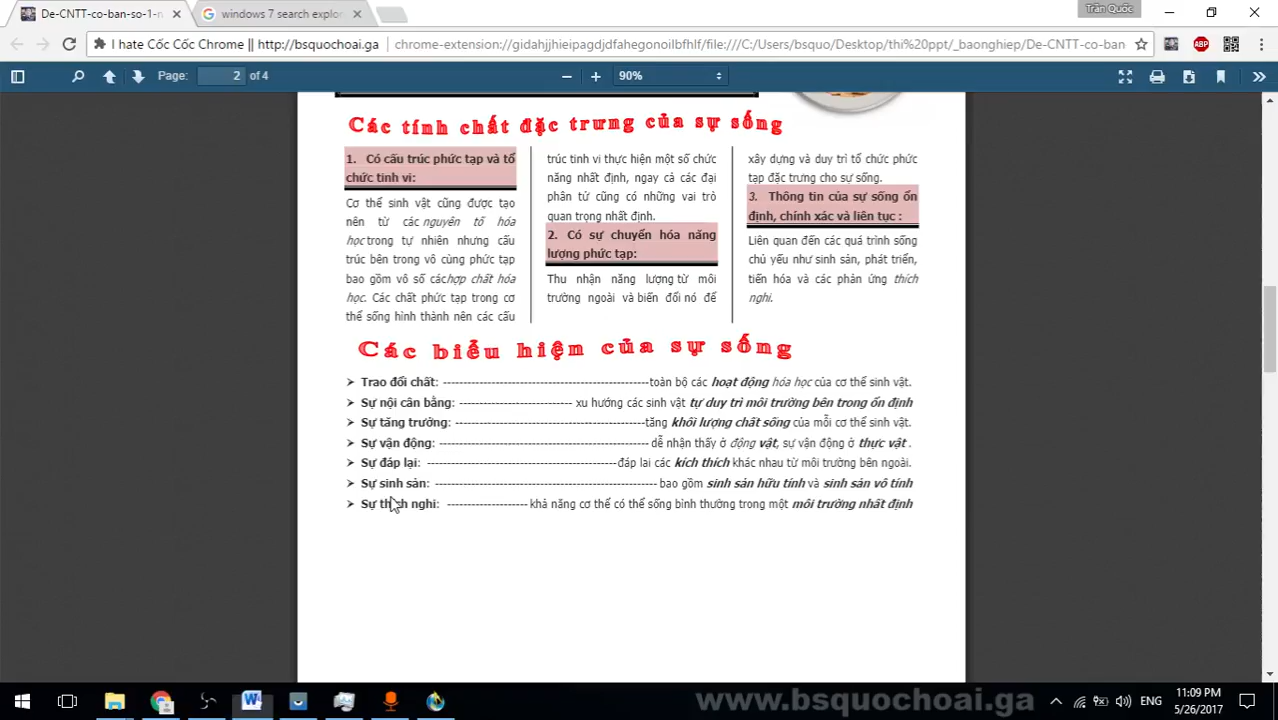 De-CNTT-co-ban-so-1-ra
windows 7 search explo
Trần Quốc
I hate Cốc Cốc Chrome || http://bsquochoai.ga
chrome-extension://gidahjjhieipagdjdfahegonoilbfhlf/file:///C:/Users/bsquo/Desktop/thi%20ppt/_baonghiep/De-CNTT-co-ban
ABP
Page: 2 of 4
90%
Các tính chất đặc trưng của sự sống
1. Có cấu trúc phức tạp và tổ
chức tinh vi:
Cơ thể sinh vật cũng được tạo
nên từ các nguyên tố hóa
học trong tự nhiên nhưng cấu
trúc bên trong vô cùng phức tạp
bao gồm vô số cáchợp chất hóa
học. Các chất phức tạp trong cơ
thể sống hình thành nên các cấu
trúc tinh vi thực hiện một số chức
năng nhất định, ngay cả các đại
phân tử cũng có những vai trò
quan trọng nhất định.
2. Có sự chuyển hóa năng
lượng phức tạp:
Thu nhận năng lượng từ môi
trường ngoài và biến đổi nó để
xây dựng và duy trì tổ chức phức
tạp đặc trưng cho sự sống.
3. Thông tin của sự sống ổn
định, chính xác và liên tục :
Liên quan đến các quá trình sống
chủ yếu như sinh sản, phát triển,
tiến hóa và các phản ứng thích
nghi.
Các biểu hiện của sự sống
➢ Trao đổi chất: --------------------------------------------------toàn bộ các hoạt động hóa học của cơ thể sinh vật.
➢ Sự nội cân bằng: ---------------------------- xu hướng các sinh vật tự duy trì môi trường bên trong ổn định
➢ Sự tăng trưởng: ----------------------------------------------tăng khối lượng chất sống của mỗi cơ thể sinh vật.
➢ Sự vận động: --------------------------------------------------- dễ nhận thấy ở động vật, sự vận động ở thực vật .
➢ Sự đáp lại: ----------------------------------------------đáp lại các kích thích khác nhau từ môi trường bên ngoài.
➢ Sự sinh sản: ------------------------------------------------------ bao gồm sinh sản hữu tính và sinh sản vô tính
➢ Sự thích nghi: -------------------- khả năng cơ thể có thể sống bình thường trong một môi trường nhất định
www.bsquochoai.ga
ENG
11:09 PM
5/26/2017